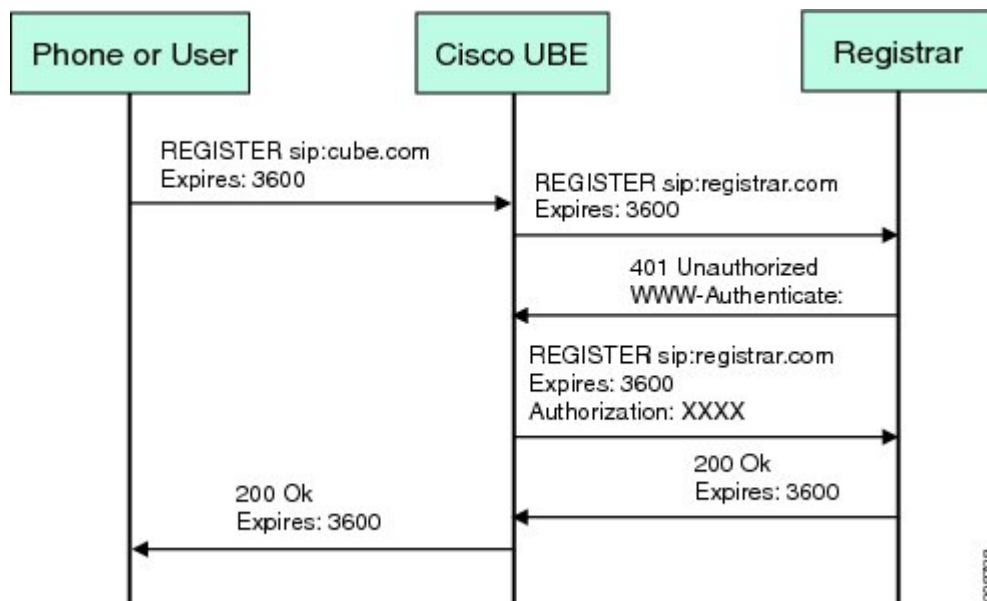 Phone or User
Cisco UBE
Registrar
REGISTER sip:cube.com
Expires: 3600
REGISTER sip:registrar.com
Expires: 3600
401 Unauthorized
WWW-Authenticate:
REGISTER sip:registrar.com
Expires: 3600
Authorization: XXXX
200 Ok
Expires: 3600
200 Ok
Expires: 3600